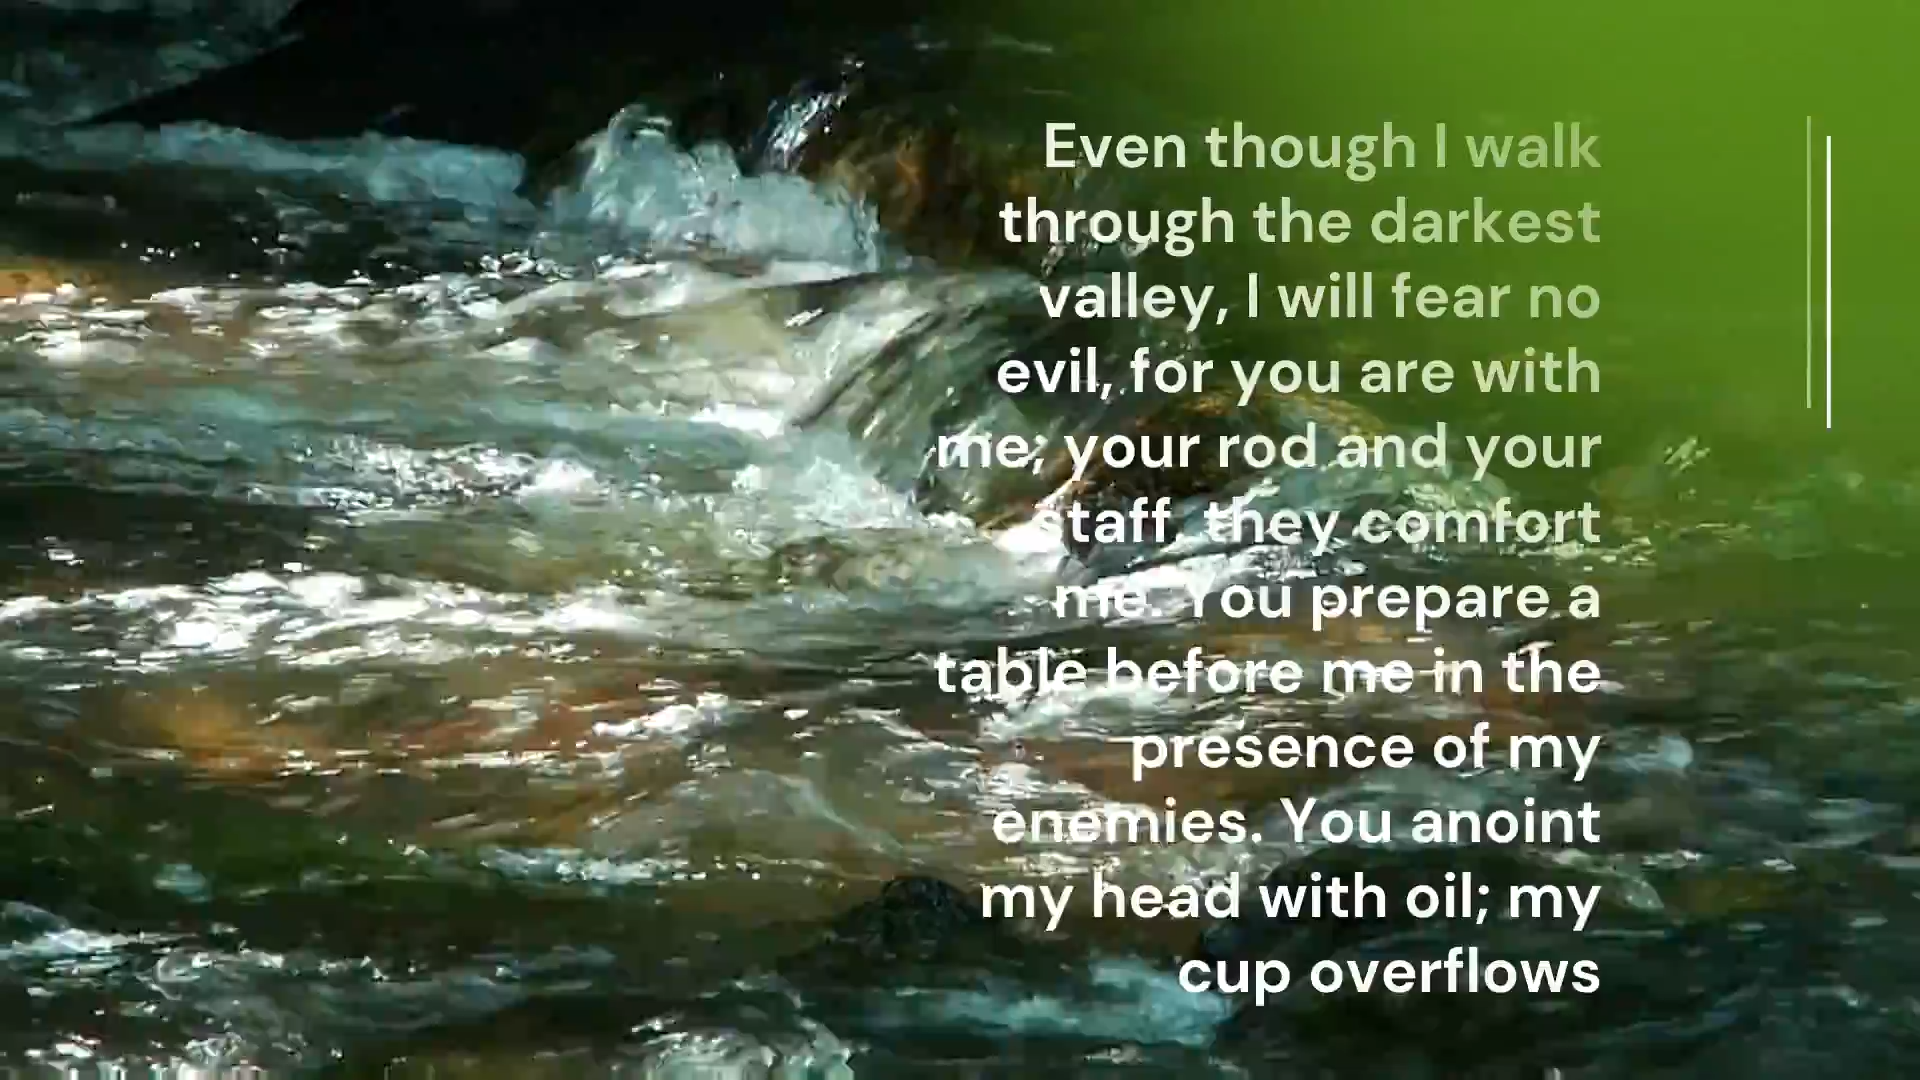 Even though I walk
through the darkest
valley, I will fear no
evil, for you are with
me; your rod and your
staff, they comfort
me. You prepare a
table before me in the
presence of my
enemies. You anoint
my head with oil; my
cup overflows